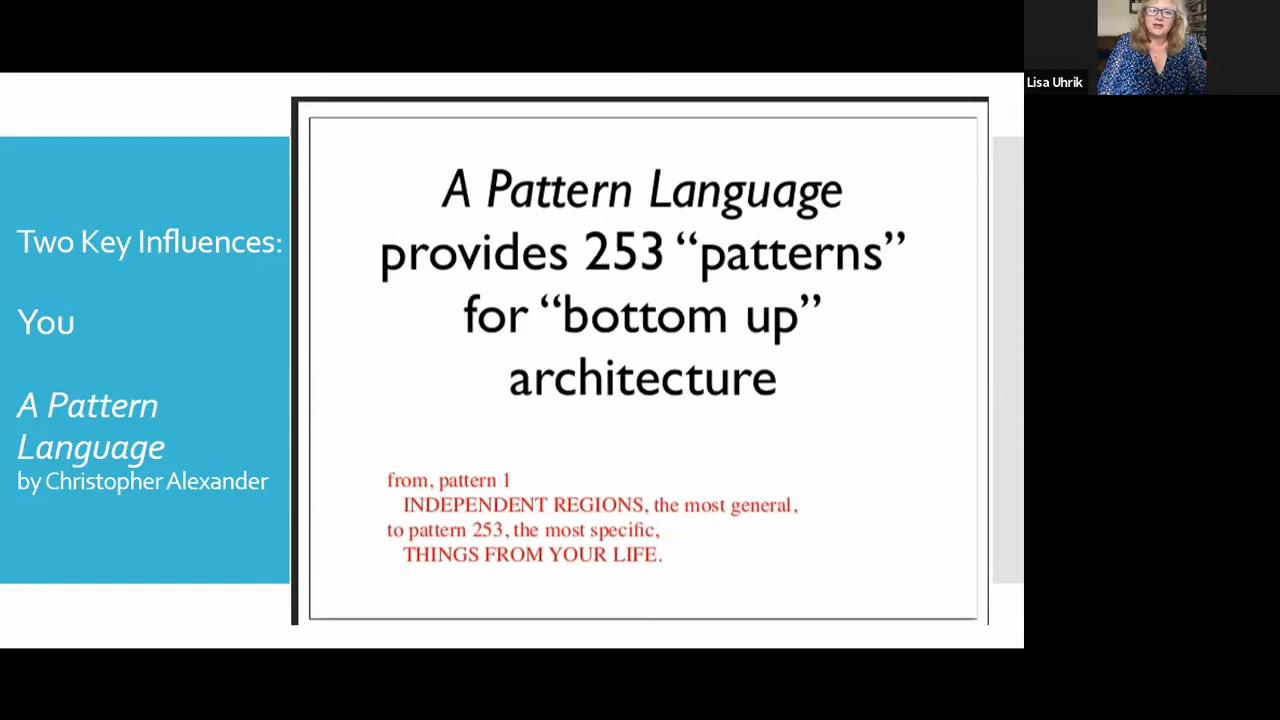 Two Key Influences:
You
A Pattern
Language
by Christopher Alexander
A Pattern Language
provides 253 “patterns”
for “bottom up”
architecture
from, pattern 1
INDEPENDENT REGIONS, the most general,
to pattern 253, the most specific,
THINGS FROM YOUR LIFE.
Lisa Uhrik